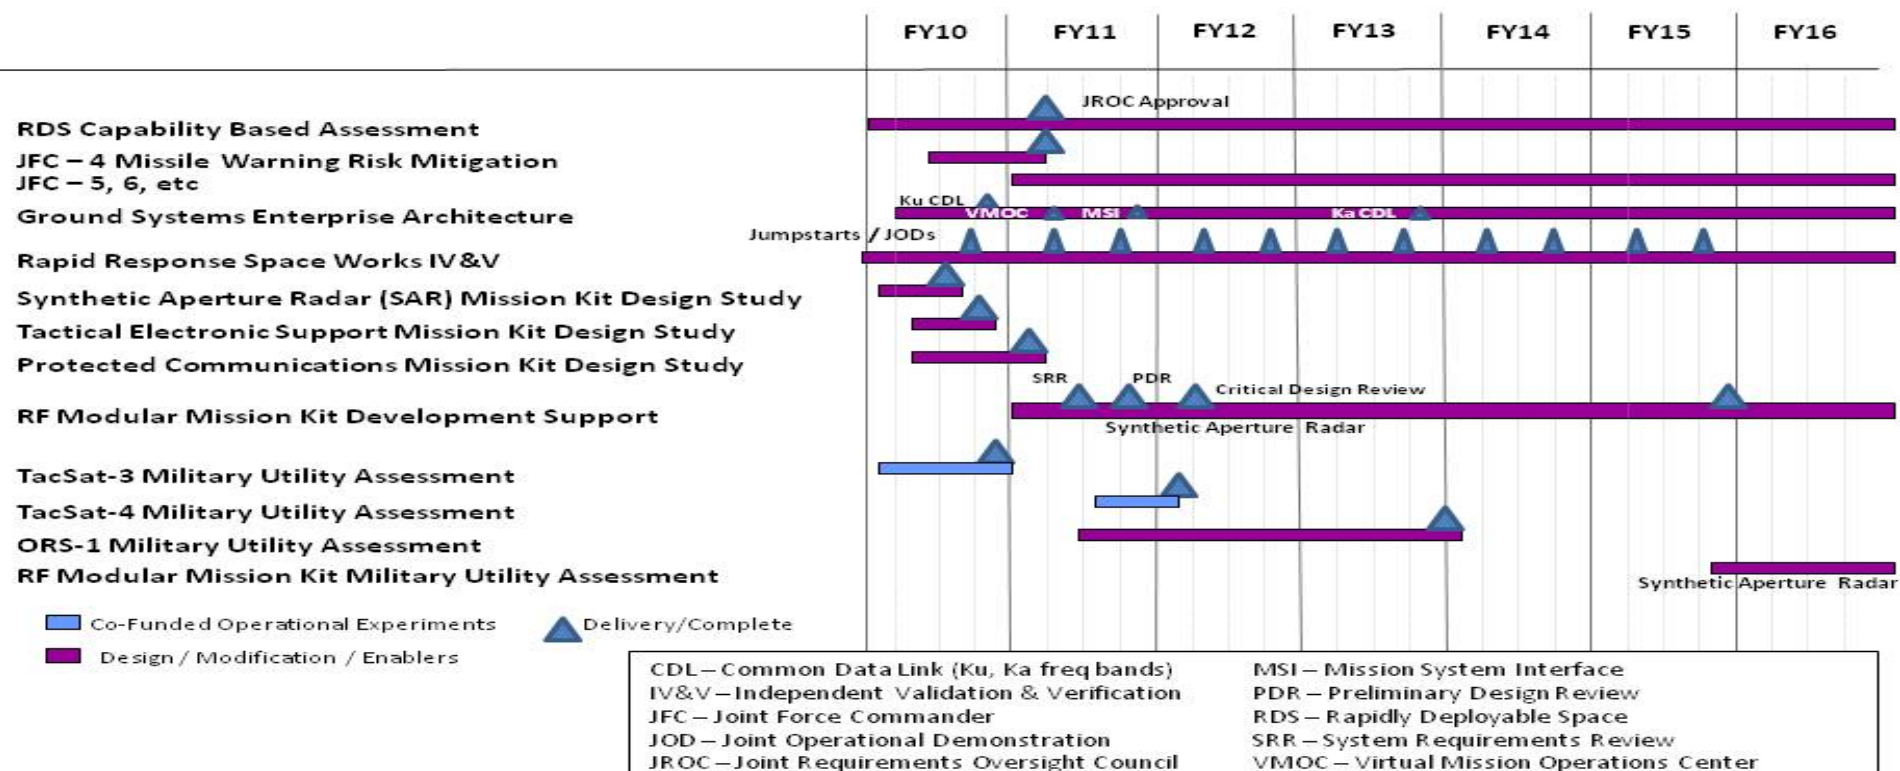 FY10 FY11 FY12 FY13 FY14 FY15 FY16
JROC Approval
RDS Capability Based Assessment
JFC – 4 Missile Warning Risk Mitigation
JFC – 5, 6, etc
Ku CDL
Ground Systems Enterprise Architecture VMOC MSI Ka CDL
Jumpstarts / JODs
Rapid Response Space Works IV&V
Synthetic Aperture Radar (SAR) Mission Kit Design Study
Tactical Electronic Support Mission Kit Design Study
Protected Communications Mission Kit Design Study
SRR PDR Critical Design Review
RF Modular Mission Kit Development Support
Synthetic Aperture Radar
TacSat-3 Military Utility Assessment
TacSat-4 Military Utility Assessment
ORS-1 Military Utility Assessment
RF Modular Mission Kit Military Utility Assessment
Synthetic Aperture Radar
Co-Funded Operational Experiments Delivery/Complete
Design / Modification / Enablers
CDL – Common Data Link (Ku, Ka freq bands) MSI – Mission System Interface
IV&V – Independent Validation & Verification PDR – Preliminary Design Review
JFC – Joint Force Commander RDS – Rapidly Deployable Space
JOD – Joint Operational Demonstration SRR – System Requirements Review
JROC – Joint Requirements Oversight Council VMOC – Virtual Mission Operations Center